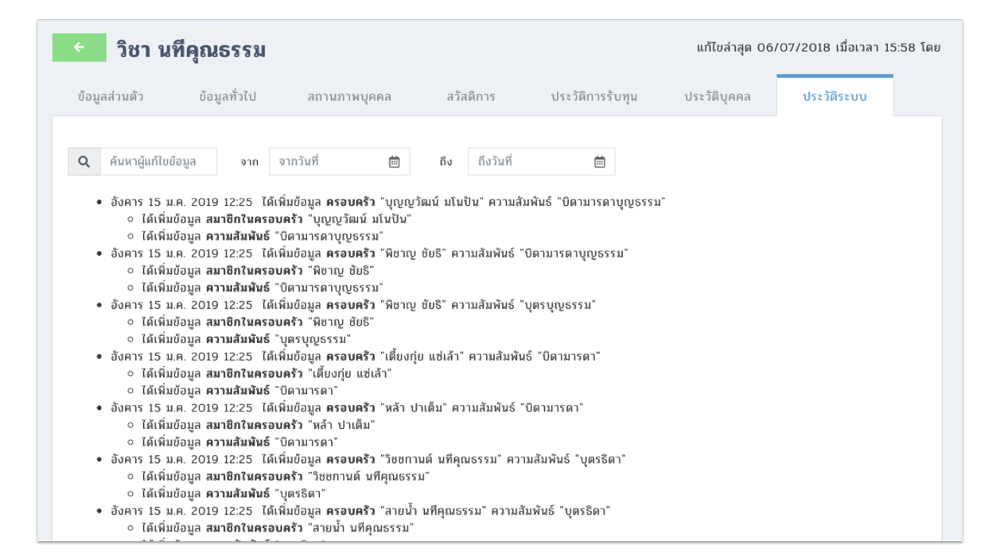 วิชา นทีคุณธรรม
แก้ไขล่าสุด 06/07/2018 เมื่อเวลา 15:58 โดย
ข้อมูลส่วนตัว ข้อมูลทั่วไป สถานภาพบุคคล สวัสดิการ ประวัติการรับทุน ประวัติบุคคล ประวัติระบบ
ค้นหาผู้แก้ไขข้อมูล จาก จากวันที่ ถึง ถึงวันที่
• อังคาร 15 ม.ค. 2019 12:25 ได้เพิ่มข้อมูล ครอบครัว "บุญญวัฒน์ มโนปัน" ความสัมพันธ์ "บิดามารดาบุญธรรม"
○ ได้เพิ่มข้อมูล สมาชิกในครอบครัว "บุญญวัฒน์ มโนปัน"
○ ได้เพิ่มข้อมูล ความสัมพันธ์ "บิดามารดาบุญธรรม"
• อังคาร 15 ม.ค. 2019 12:25 ได้เพิ่มข้อมูล ครอบครัว "พิชาญ ชัยธิ" ความสัมพันธ์ "บิดามารดาบุญธรรม"
○ ได้เพิ่มข้อมูล สมาชิกในครอบครัว "พิชาญ ชัยธิ"
○ ได้เพิ่มข้อมูล ความสัมพันธ์ "บิดามารดาบุญธรรม"
• อังคาร 15 ม.ค. 2019 12:25 ได้เพิ่มข้อมูล ครอบครัว "พิชาญ ชัยธิ" ความสัมพันธ์ "บุตรบุญธรรม"
○ ได้เพิ่มข้อมูล สมาชิกในครอบครัว "พิชาญ ชัยธิ"
○ ได้เพิ่มข้อมูล ความสัมพันธ์ "บุตรบุญธรรม"
• อังคาร 15 ม.ค. 2019 12:25 ได้เพิ่มข้อมูล ครอบครัว "เตี้ยงกุ่ย แซ่เล้า" ความสัมพันธ์ "บิดามารดา"
○ ได้เพิ่มข้อมูล สมาชิกในครอบครัว "เตี้ยงกุ่ย แซ่เล้า"
○ ได้เพิ่มข้อมูล ความสัมพันธ์ "บิดามารดา"
• อังคาร 15 ม.ค. 2019 12:25 ได้เพิ่มข้อมูล ครอบครัว "หล้า ปาเต็ม" ความสัมพันธ์ "บิดามารดา"
○ ได้เพิ่มข้อมูล สมาชิกในครอบครัว "หล้า ปาเต็ม"
○ ได้เพิ่มข้อมูล ความสัมพันธ์ "บิดามารดา"
• อังคาร 15 ม.ค. 2019 12:25 ได้เพิ่มข้อมูล ครอบครัว "วิชชกานต์ นทีคุณธรรม" ความสัมพันธ์ "บุตรธิดา"
○ ได้เพิ่มข้อมูล สมาชิกในครอบครัว "วิชชกานต์ นทีคุณธรรม"
○ ได้เพิ่มข้อมูล ความสัมพันธ์ "บุตรธิดา"
• อังคาร 15 ม.ค. 2019 12:25 ได้เพิ่มข้อมูล ครอบครัว "สายน้ำ นทีคุณธรรม" ความสัมพันธ์ "บุตรธิดา"
○ ได้เพิ่มข้อมูล สมาชิกในครอบครัว "สายน้ำ นทีคุณธรรม"